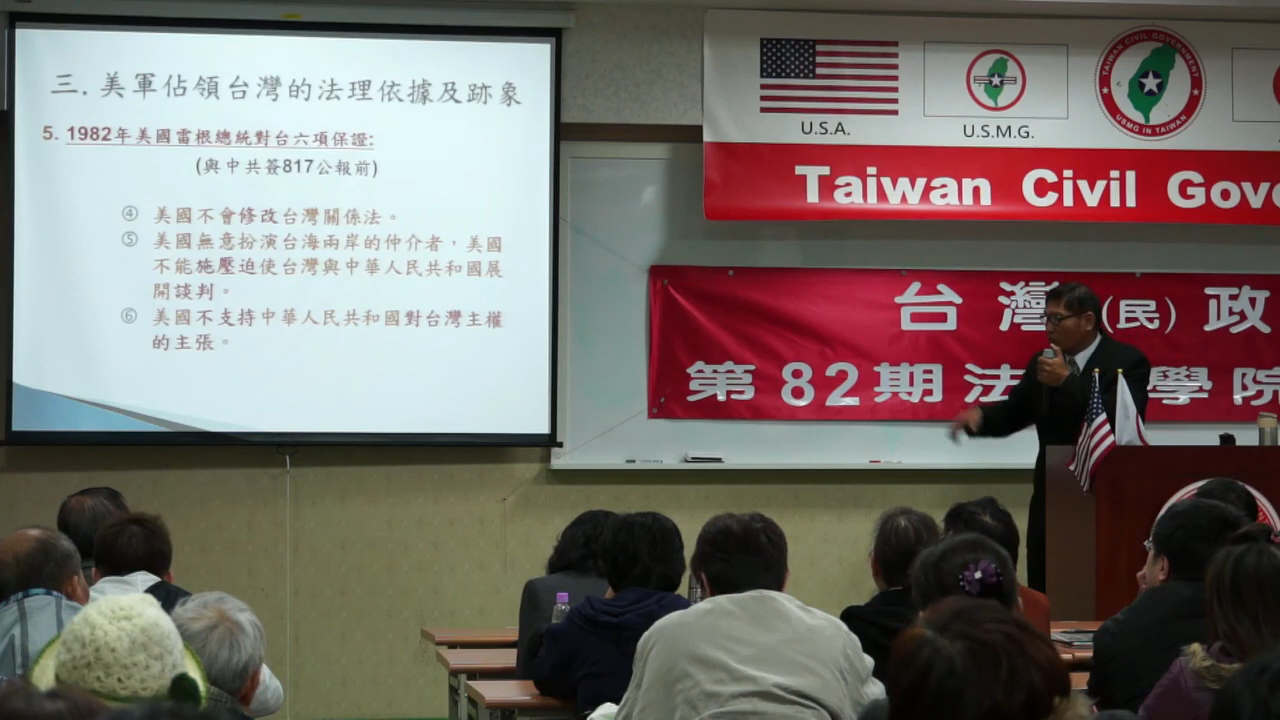 三. 美軍佔領台灣的法理依據及跡象
5. 1982年美國雷根總統對台六項保證:
(與中共簽817公報前)
④ 美國不會修改台灣關係法。
⑤ 美國無意扮演台海兩岸的仲介者，美國
不能施壓迫使台灣與中華人民共和國展
開談判。
⑥ 美國不支持中華人民共和國對台灣主權
的主張。
U.S.A.
U.S.M.G.
TAIWAN CIVIL GOVERNMENT
USMG IN TAIWAN
Taiwan Civil Gove
台灣(民)政
第82期法 學院